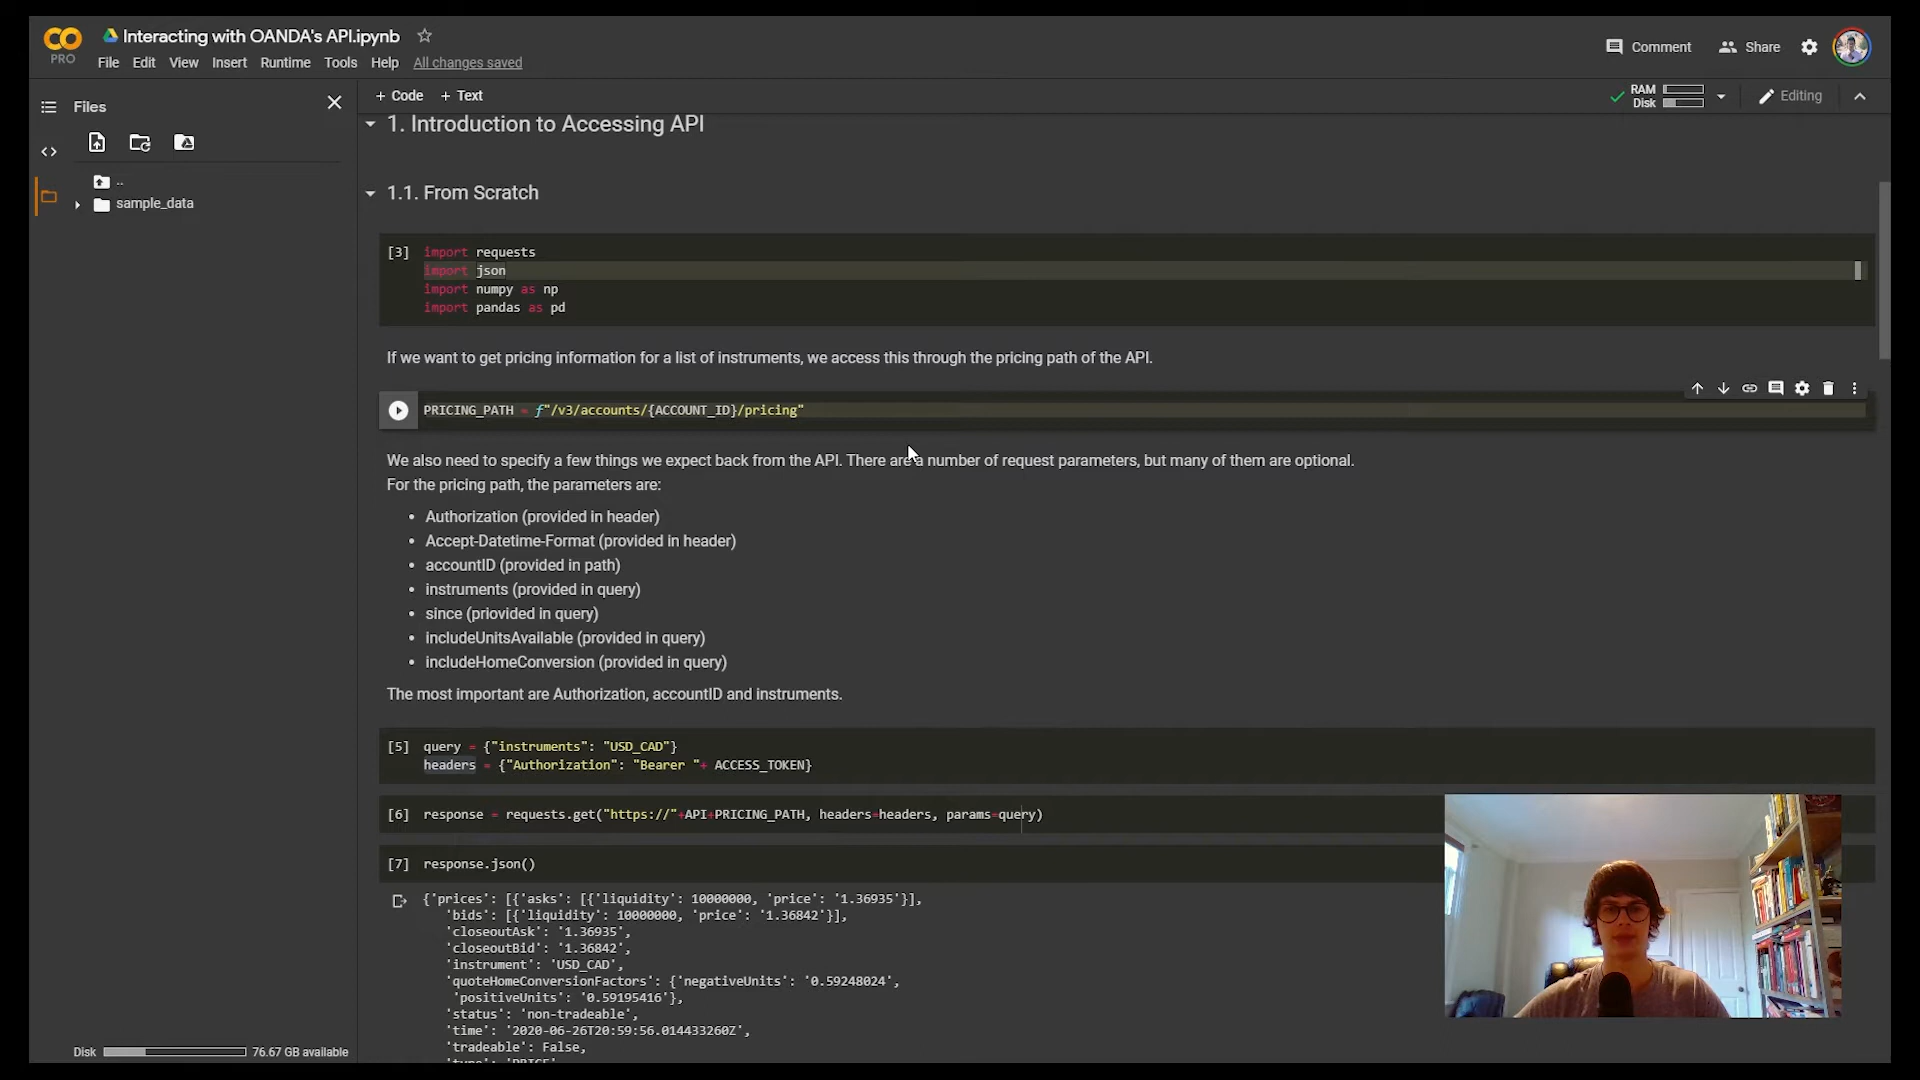 Interacting with OANDA's API.ipynb
PRO
File Edit View Insert Runtime Tools Help All changes saved
Comment Share
Files
+ Code + Text
RAM
Disk
Editing
..
sample_data
1. Introduction to Accessing API
1.1. From Scratch
[3] import requests
import json
import numpy as np
import pandas as pd
If we want to get pricing information for a list of instruments, we access this through the pricing path of the API.
PRICING_PATH = f"/v3/accounts/{ACCOUNT_ID}/pricing"
We also need to specify a few things we expect back from the API. There are a number of request parameters, but many of them are optional.
For the pricing path, the parameters are:
• Authorization (provided in header)
• Accept-Datetime-Format (provided in header)
• accountID (provided in path)
• instruments (provided in query)
• since (priovided in query)
• includeUnitsAvailable (provided in query)
• includeHomeConversion (provided in query)
The most important are Authorization, accountID and instruments.
[5] query = {"instruments": "USD_CAD"}
headers = {"Authorization": "Bearer "+ ACCESS_TOKEN}
[6] response = requests.get("https://"+API+PRICING_PATH, headers=headers, params=query)
[7] response.json()
{'prices': [{'asks': [{'liquidity': 10000000, 'price': '1.36935'}],
'bids': [{'liquidity': 10000000, 'price': '1.36842'}],
'closeoutAsk': '1.36935',
'closeoutBid': '1.36842',
'instrument': 'USD_CAD',
'quoteHomeConversionFactors': {'negativeUnits': '0.59248024',
'positiveUnits': '0.59195416'},
'status': 'non-tradeable',
'time': '2020-06-26T20:59:56.014433260Z',
'tradeable': False,
Disk 76.67 GB available